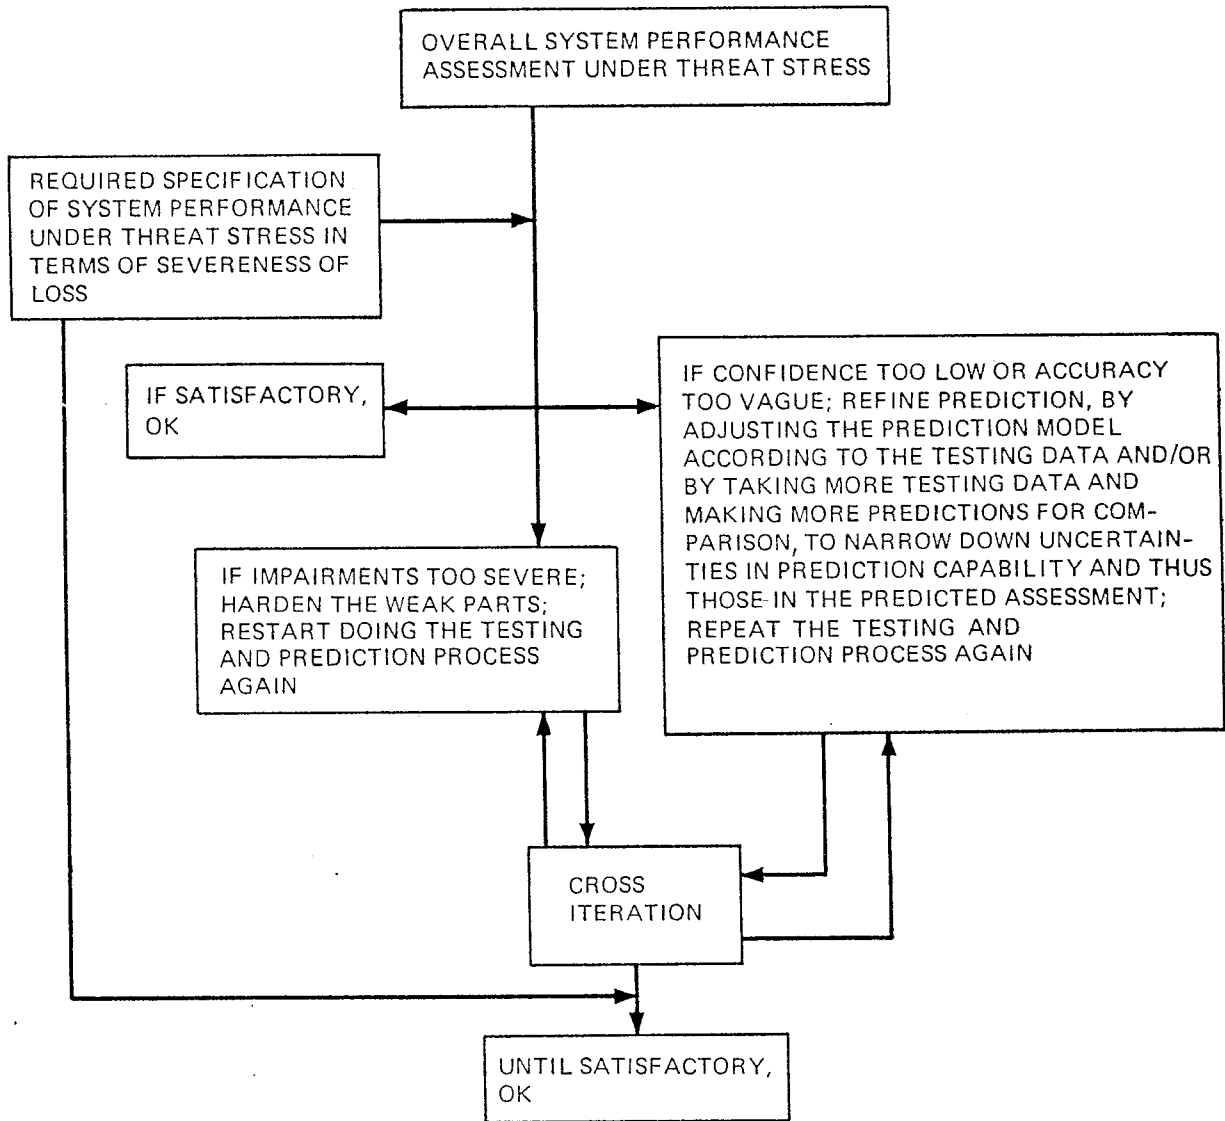 OVERALL SYSTEM PERFORMANCE
ASSESSMENT UNDER THREAT STRESS
REQUIRED SPECIFICATION
OF SYSTEM PERFORMANCE
UNDER THREAT STRESS IN
TERMS OF SEVERENESS OF
LOSS
IF SATISFACTORY,
OK
IF CONFIDENCE TOO LOW OR ACCURACY
TOO VAGUE; REFINE PREDICTION, BY
ADJUSTING THE PREDICTION MODEL
ACCORDING TO THE TESTING DATA AND/OR
BY TAKING MORE TESTING DATA AND
MAKING MORE PREDICTIONS FOR COM-
PARISON, TO NARROW DOWN UNCERTAIN-
TIES IN PREDICTION CAPABILITY AND THUS
THOSE IN THE PREDICTED ASSESSMENT;
REPEAT THE TESTING AND
PREDICTION PROCESS AGAIN
IF IMPAIRMENTS TOO SEVERE;
HARDEN THE WEAK PARTS;
RESTART DOING THE TESTING
AND PREDICTION PROCESS
AGAIN
CROSS
ITERATION
UNTIL SATISFACTORY,
OK